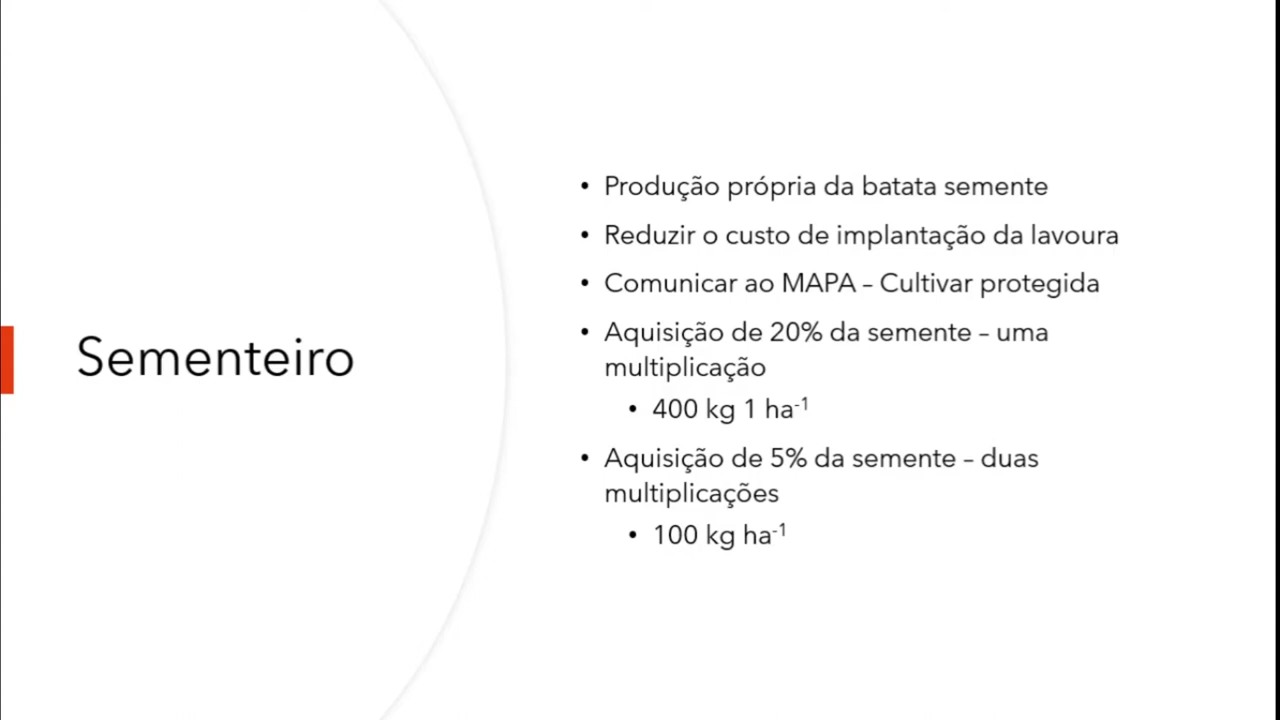 Sementeiro
• Produção própria da batata semente
• Reduzir o custo de implantação da lavoura
• Comunicar ao MAPA – Cultivar protegida
• Aquisição de 20% da semente – uma
multiplicação
• 400 kg 1 ha⁻¹
• Aquisição de 5% da semente – duas
multiplicações
• 100 kg ha⁻¹